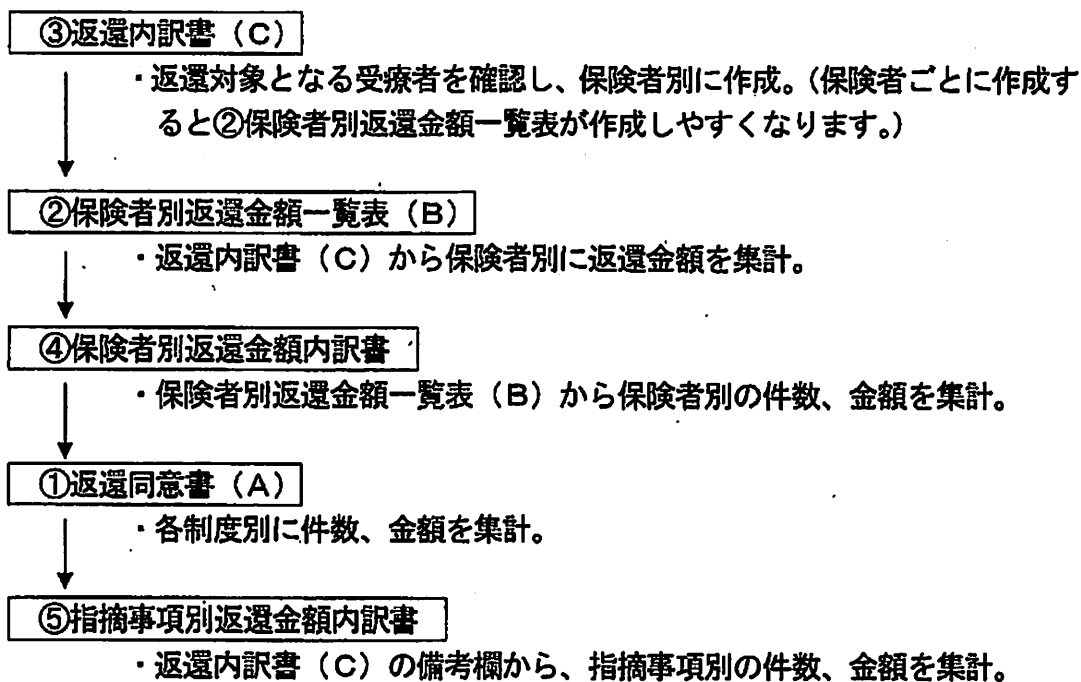 ③返還内訳書(C)
・返還対象となる受療者を確認し、保険者別に作成。(保険者ごとに作成す
ると②保険者別返還金額一覧表が作成しやすくなります。)
②保険者別返還金額一覧表(B)
・返還内訳書(C)から保険者別に返還金額を集計。
④保険者別返還金額内訳書
・保険者別返還金額一覧表(B)から保険者別の件数、金額を集計。
①返還同意書(A)
・各制度別に件数、金額を集計。
⑤指摘事項別返還金額内訳書
・返還内訳書(C)の備考欄から、指摘事項別の件数、金額を集計。